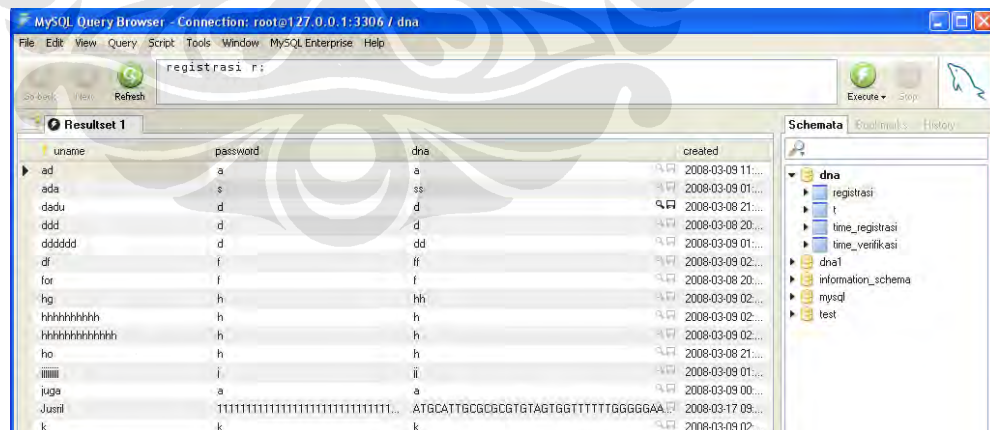 MySQL Query Browser - Connection: root@127.0.0.1:3306 / dna
File Edit View Query Script Tools Window MySQL Enterprise Help
registrasi r;
Go back Next Refresh Execute Stop
Resultset 1
Schemata Bookmarks History
uname password dna created
ad a a 2008-03-09 11:...
ada s ss 2008-03-09 01:...
dadu d d 2008-03-08 21:...
ddd d d 2008-03-08 20:...
dddddd d dd 2008-03-09 01:...
df f ff 2008-03-09 02:...
for f f 2008-03-08 20:...
hg h hh 2008-03-09 02:...
hhhhhhhhhh h h 2008-03-09 02:...
hhhhhhhhhhhhh h h 2008-03-09 02:...
ho h h 2008-03-08 21:...
i ii 2008-03-09 01:...
juga a a 2008-03-09 00:...
Jusril ATGCATTGCGCGCGTGTAGTGGTTTTTTGGGGGAA 2008-03-17 09:...
k k k 2008-03-09 02:...
dna
registrasi
t
time_registrasi
time_verifikasi
dna1
information_schema
mysql
test